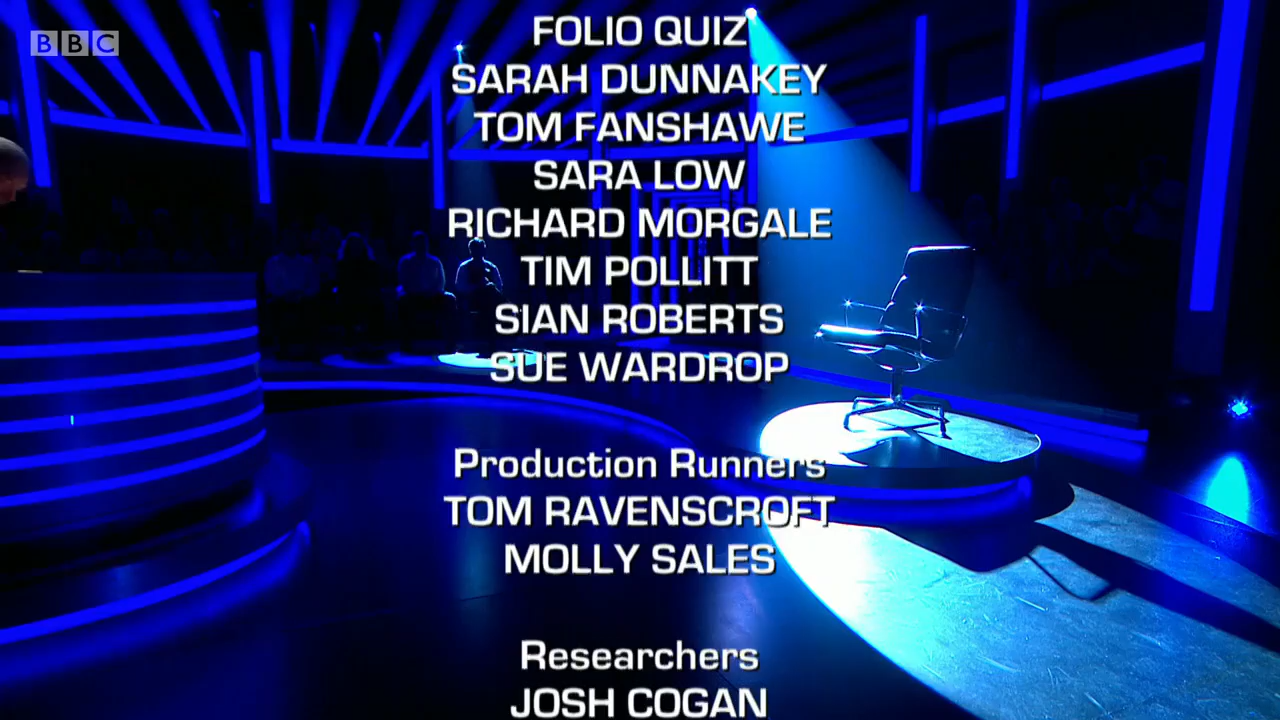 BBC
FOLIO QUIZ
SARAH DUNNAKEY
TOM FANSHAWE
SARA LOW
RICHARD MORGALE
TIM POLLITT
SIAN ROBERTS
SUE WARDROP
Production Runners
TOM RAVENSCROFT
MOLLY SALES
Researchers
JOSH COGAN